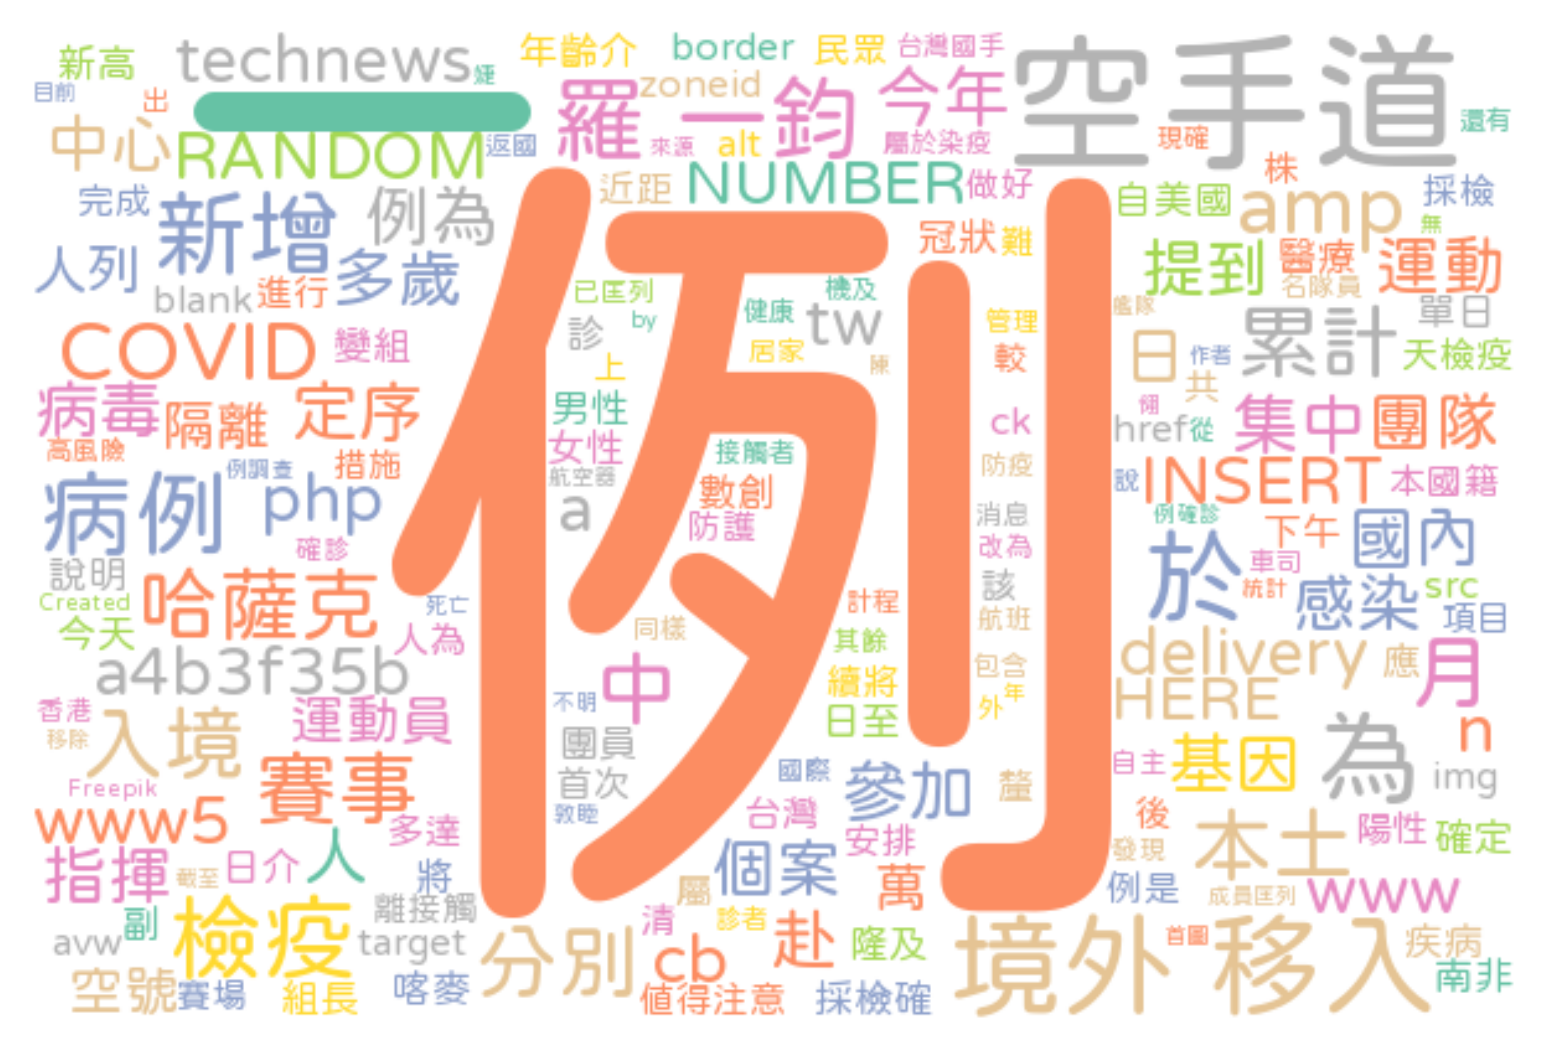 新高 technews 婕 年齡介 border 民眾 台灣國手 空手道
目前 出 一 羅一鈞 zoneid 今年 還有
中心 RANDOM 返國 來源 alt 屬於染疫 現確
完成 新增 例為 近距 NUMBER 做好 株 自美國 amp 採檢
例
人列 多歲 冠狀 難 無 提到 醫療 運動
blank 進行 已匡列 by 健康 機及 tw 名隊員
COVID 變組 診 居家 管理 艦隊 累計 單日
上 陳 較 日 作者 共 天檢疫
病毒 隔離 定序 男性 女性 ck 翎 href 從 集中 團隊
高風險 例調查 措施 航空器 接觸者 防疫 說 INSERT 本國籍
病例 php a 數創 防護 消息 例確診 下午 國內
確診 改為 於 車司
說明 哈薩克 該 統計 感染 src
Created 死亡 計程 航班 項目
今天 人為 同樣 其餘 delivery 應 月
a4b3f35b 中 續將 包含 HERE
香港 運動員 不明 日至 外 年 n
移除 入境 團員 為
Freepik 賽事 首次 國際 參加 釐 自主 基因 img
www5 多達 敦睦 台灣 安排 後 本土 陽性 確定
指揮 截至 日介 人 將 個案 發現
屬 萬 例是 成員匡列 www
副 檢疫 離接觸 清 診者 赴 隆及 境外移入 首圖 疾病
avw target 分別 cb 南非
空號 賽場 組長 喀麥 值得注意 採檢確